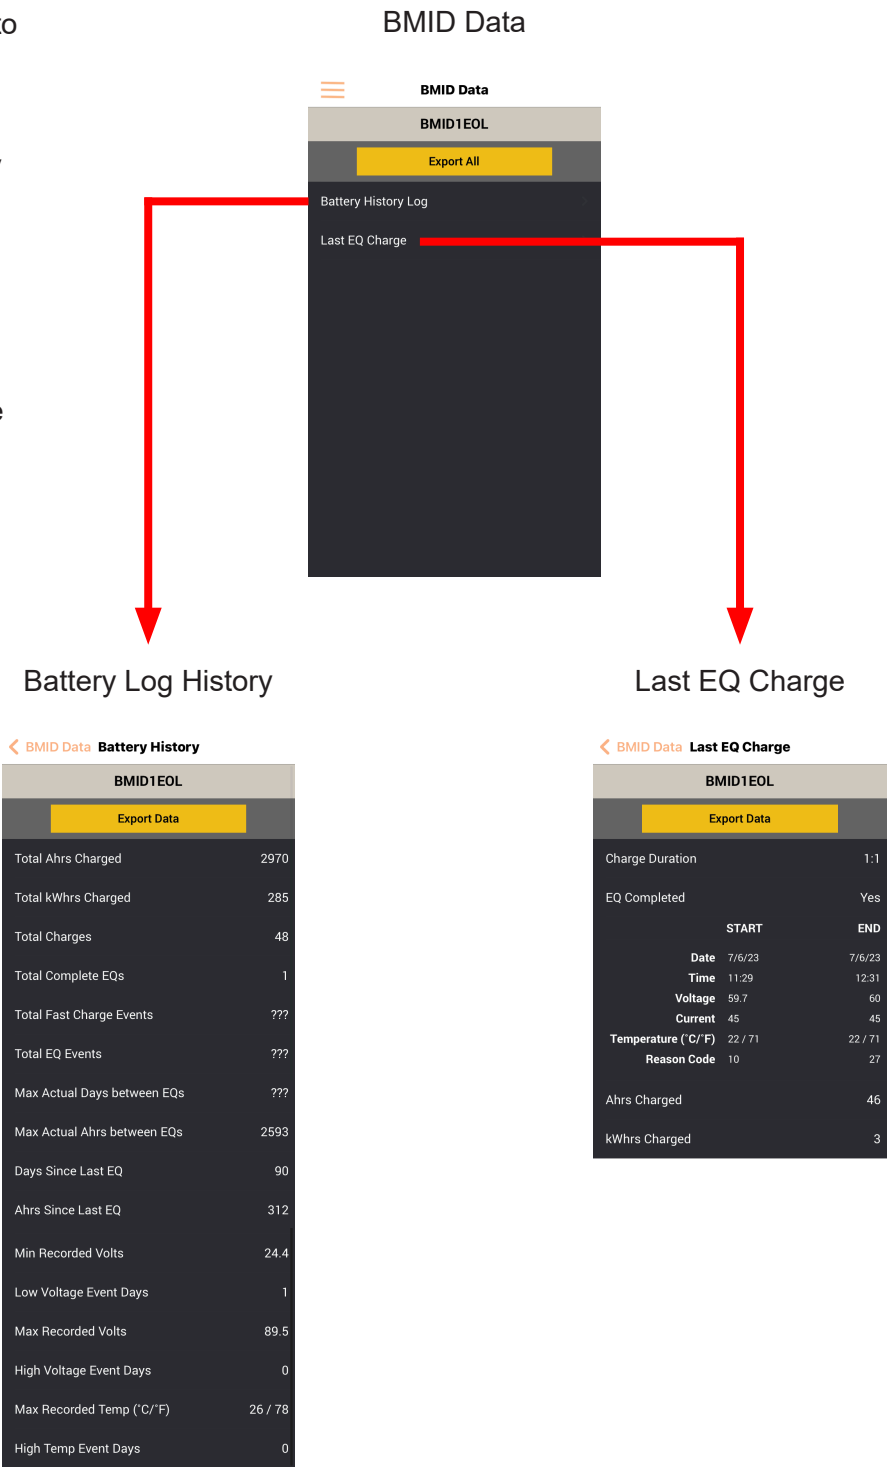 to
BMID Data
BMID Data
BMID1EOL
Export All
Battery History Log
Last EQ Charge
e
Battery Log History
BMID Data Battery History
BMID1EOL
Export Data
Total Ahrs Charged 2970
Total kWhrs Charged 285
Total Charges 48
Total Complete EQs 1
Total Fast Charge Events ???
Total EQ Events ???
Max Actual Days between EQs ???
Max Actual Ahrs between EQs 2593
Days Since Last EQ 90
Ahrs Since Last EQ 312
Min Recorded Volts 24.4
Low Voltage Event Days 1
Max Recorded Volts 89.5
High Voltage Event Days 0
Max Recorded Temp (˚C/˚F) 26 / 78
High Temp Event Days 0
Last EQ Charge
BMID Data Last EQ Charge
BMID1EOL
Export Data
Charge Duration 1:1
EQ Completed Yes
START END
Date 7/6/23 7/6/23
Time 11:29 12:31
Voltage 59.7 60
Current 45 45
Temperature (˚C/˚F) 22 / 71 22 / 71
Reason Code 10 27
Ahrs Charged 46
kWhrs Charged 3